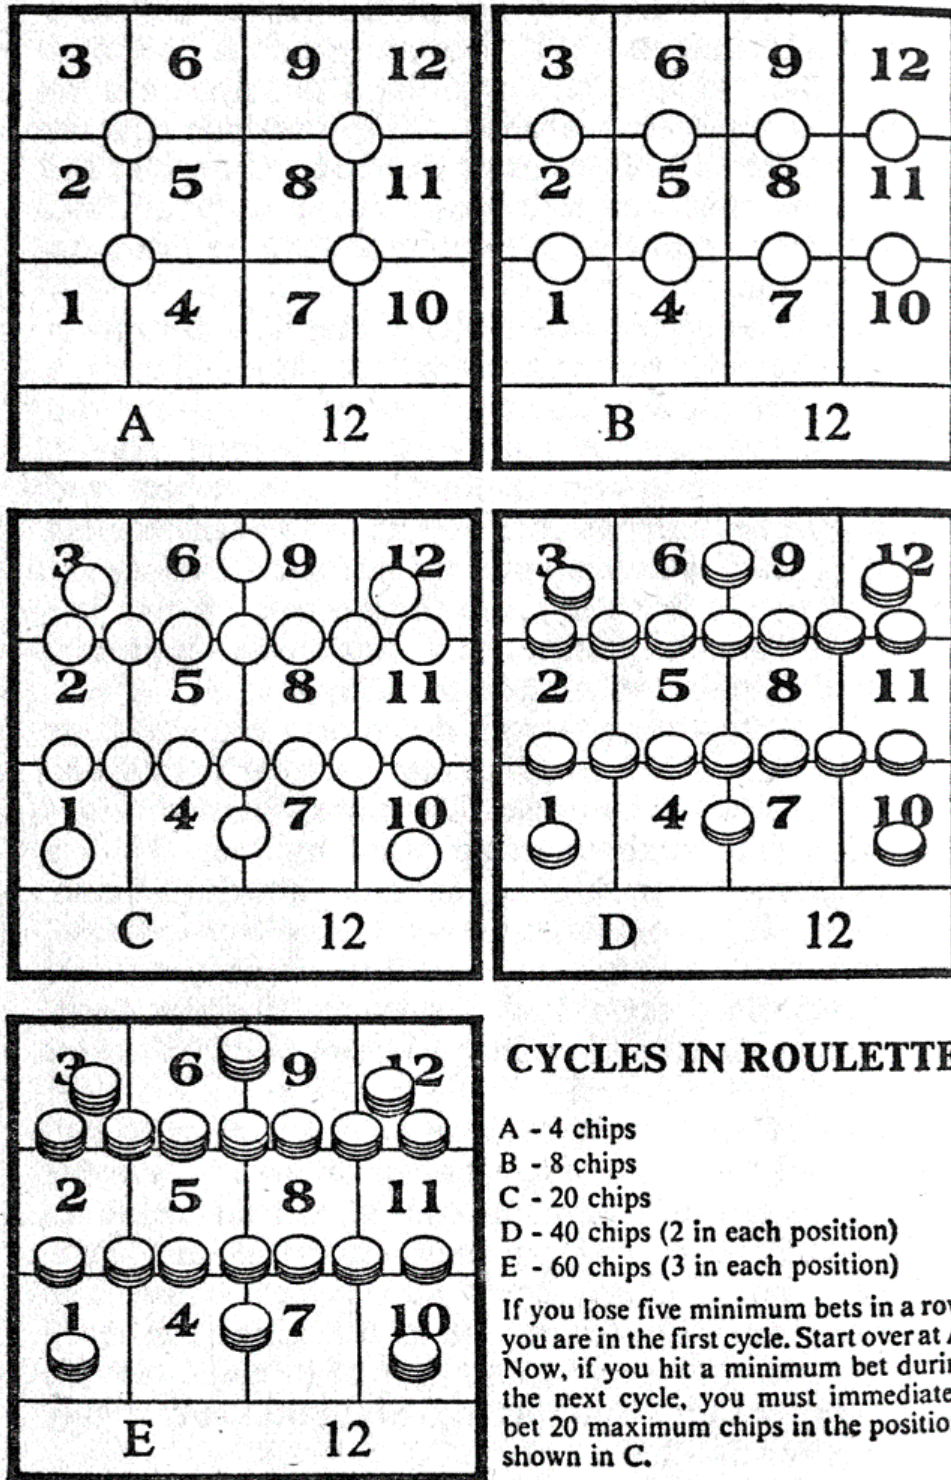 3 6 9 12
2 5 8 11
1 4 7 10
A 12
3 6 9 12
2 5 8 11
1 4 7 10
B 12
3 6 9 12
2 5 8 11
1 4 7 10
C 12
3 6 9 12
2 5 8 11
1 4 7 10
D 12
3 6 9 12
2 5 8 11
1 4 7 10
E 12
CYCLES IN ROULETTE
A - 4 chips
B - 8 chips
C - 20 chips
D - 40 chips (2 in each position)
E - 60 chips (3 in each position)
If you lose five minimum bets in a row
you are in the first cycle. Start over at A
Now, if you hit a minimum bet durin
the next cycle, you must immediate
bet 20 maximum chips in the positio
shown in C.